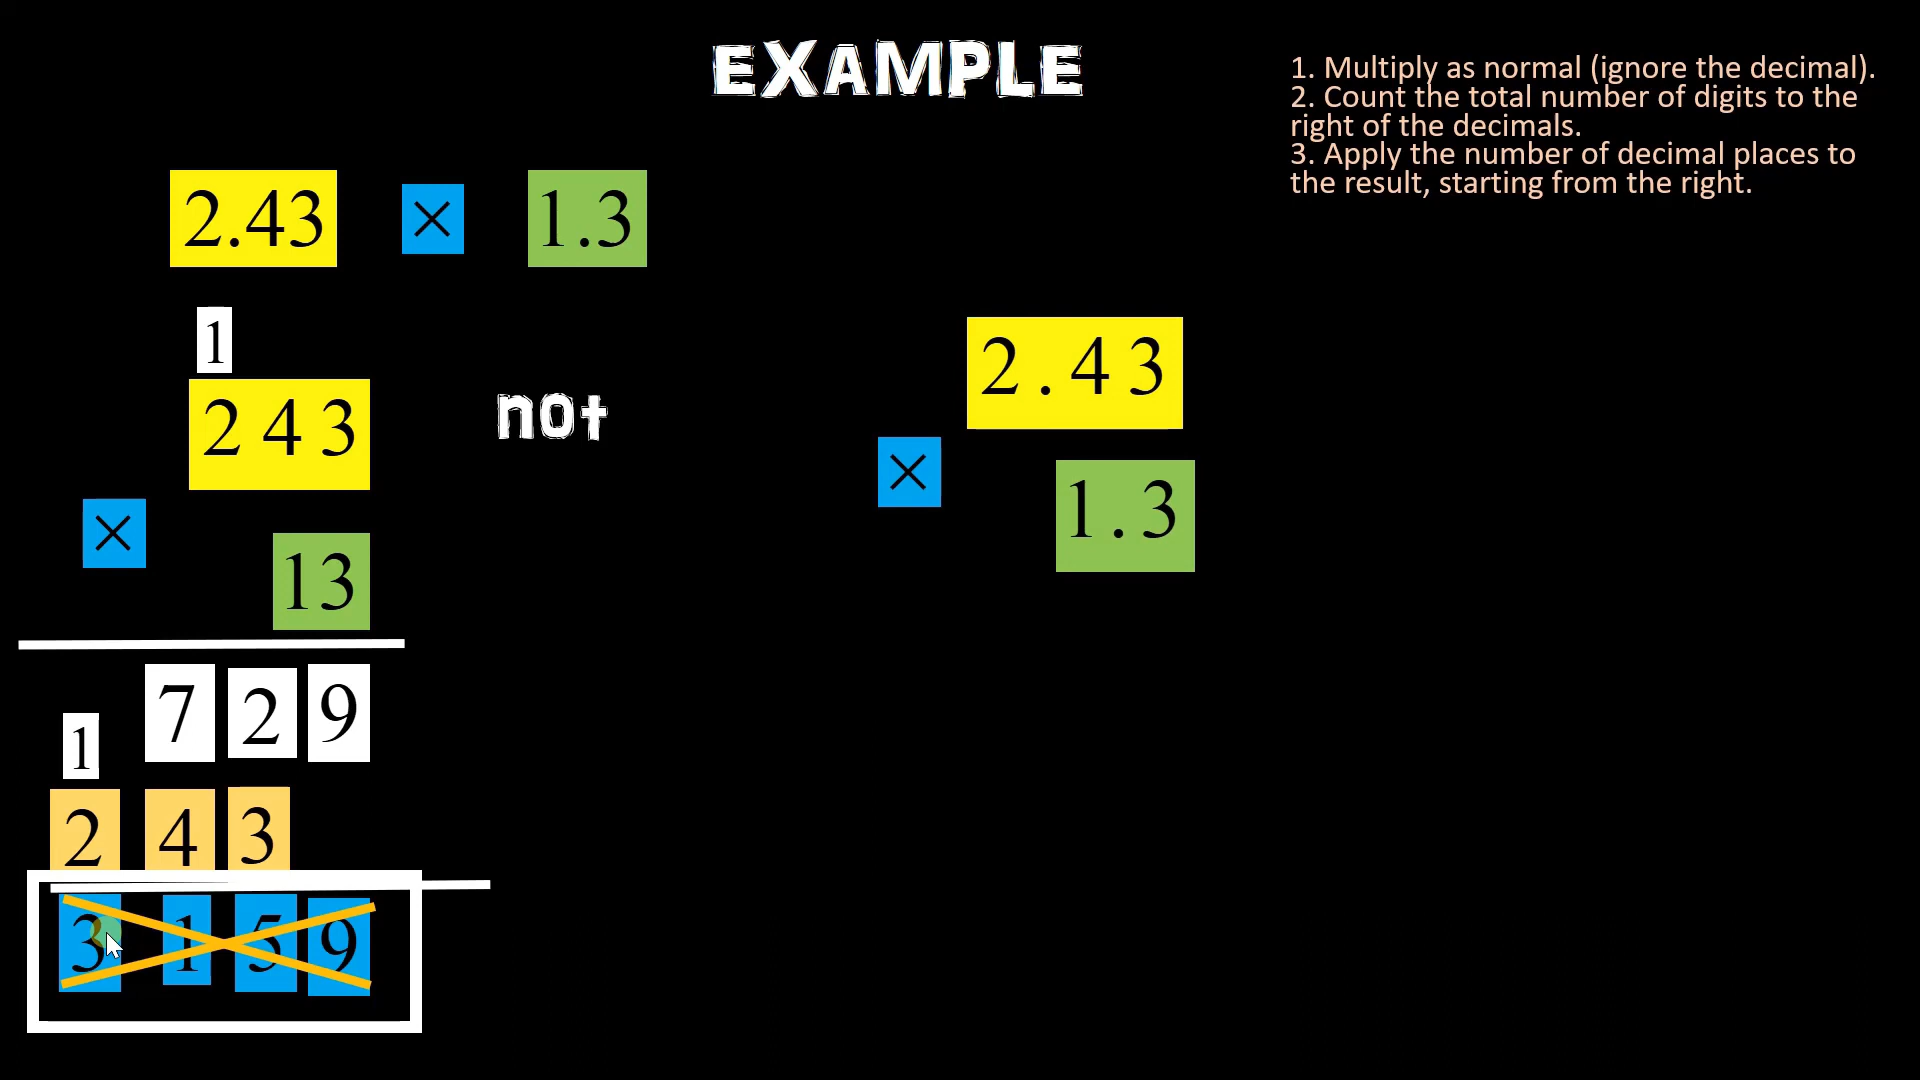 EXAMPLE
1. Multiply as normal (ignore the decimal).
2. Count the total number of digits to the
right of the decimals.
3. Apply the number of decimal places to
the result, starting from the right.
2.43 × 1.3
1
2 4 3
× 13
7 2 9
1
2 4 3
3 1 5 9
not
2 . 4 3
× 1 . 3